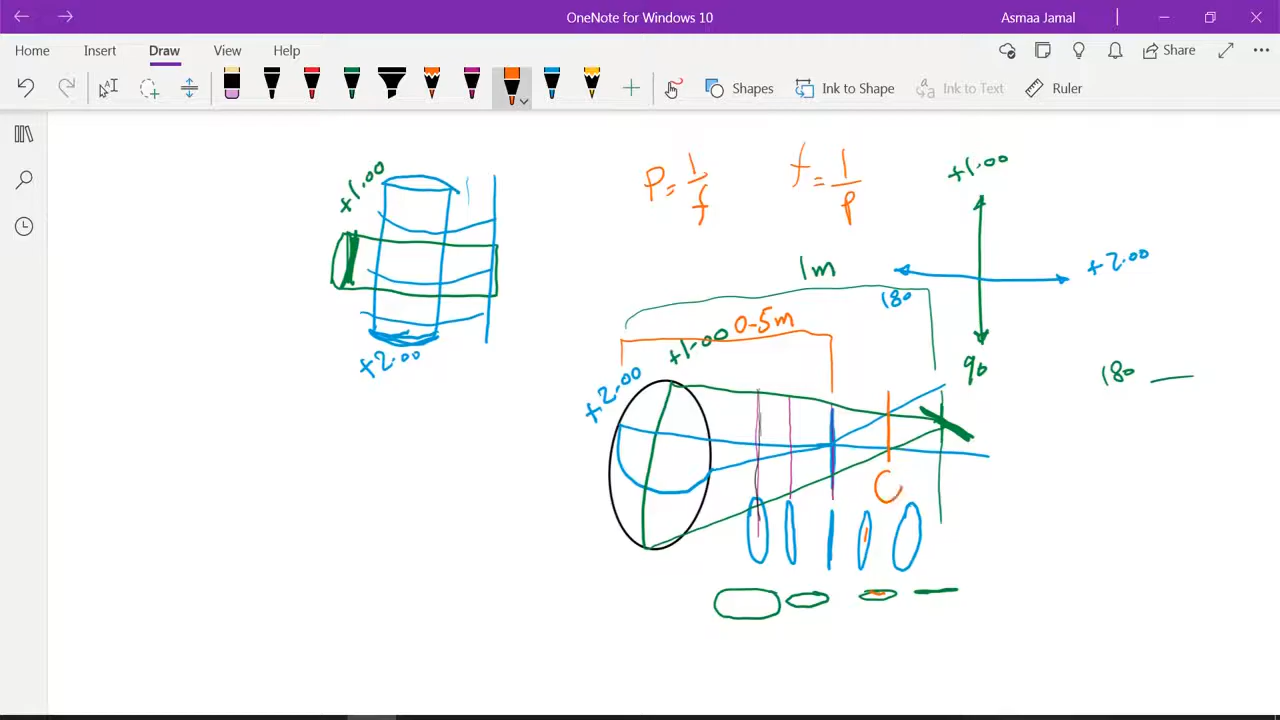 OneNote for Windows 10
Asmaa Jamal
Home
Insert
Draw
View
Help
Share
Shapes
Ink to Shape
Ink to Text
Ruler
+1.00
+2.00
P = 1/f
f = 1/P
+1.00
+2.00
180
90
180
1m
0-5m
+1.00
+2.00
C